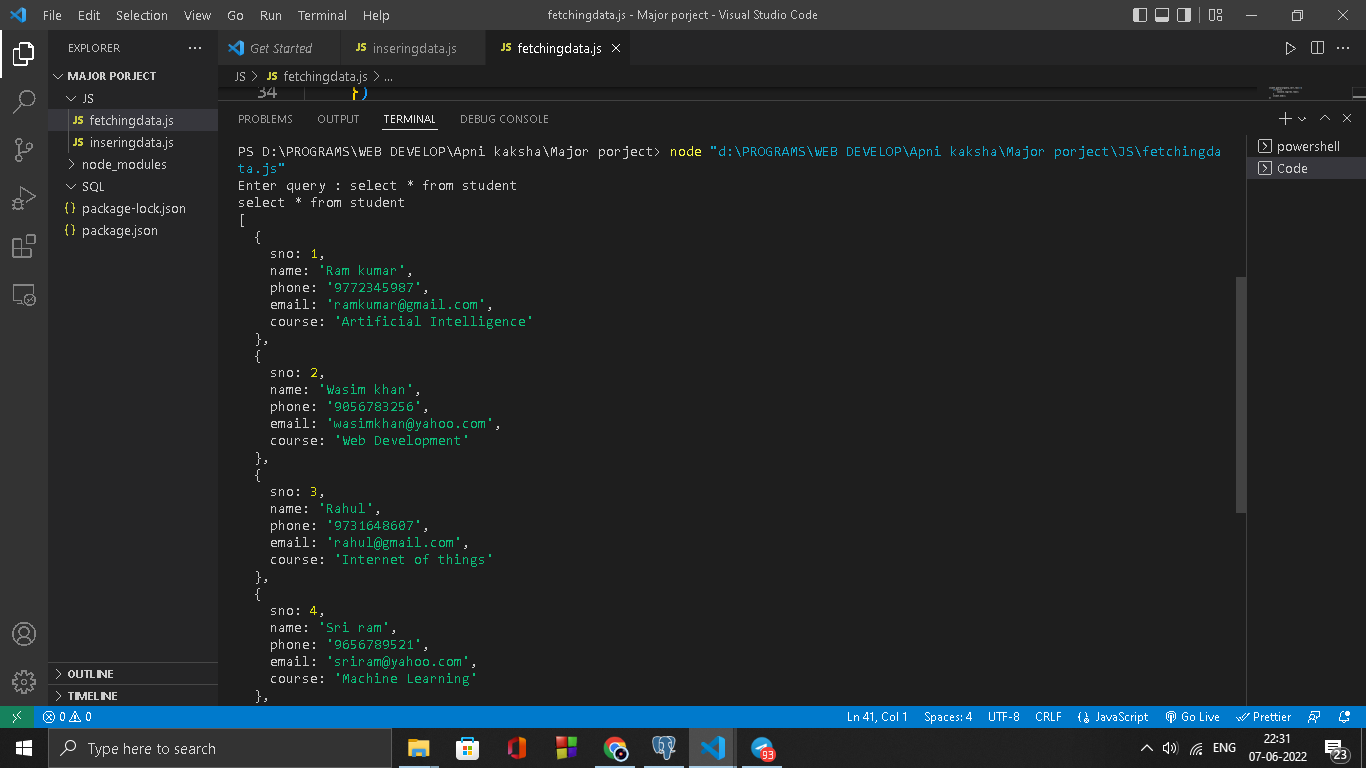 File Edit Selection View Go Run Terminal Help
fetchingdata.js - Major porject - Visual Studio Code
EXPLORER
MAJOR PORJECT
JS
JS fetchingdata.js
JS inseringdata.js
node_modules
SQL
{} package-lock.json
{} package.json
OUTLINE
TIMELINE
Get Started
JS inseringdata.js
JS fetchingdata.js
JS > JS fetchingdata.js > ...
34 })
PROBLEMS OUTPUT TERMINAL DEBUG CONSOLE
PS D:\PROGRAMS\WEB DEVELOP\Apni kaksha\Major porject> node "d:\PROGRAMS\WEB DEVELOP\Apni kaksha\Major porject\JS\fetchingda
ta.js"
Enter query : select * from student
select * from student
[
{
sno: 1,
name: 'Ram kumar',
phone: '9772345987',
email: 'ramkumar@gmail.com',
course: 'Artificial Intelligence'
},
{
sno: 2,
name: 'Wasim khan',
phone: '9056783256',
email: 'wasimkhan@yahoo.com',
course: 'Web Development'
},
{
sno: 3,
name: 'Rahul',
phone: '9731648607',
email: 'rahul@gmail.com',
course: 'Internet of things'
},
{
sno: 4,
name: 'Sri ram',
phone: '9656789521',
email: 'sriram@yahoo.com',
course: 'Machine Learning'
},
powershell
Code
0 0
Ln 41, Col 1 Spaces: 4 UTF-8 CRLF {} JavaScript Go Live Prettier
Type here to search
93
ENG
22:31
07-06-2022
23